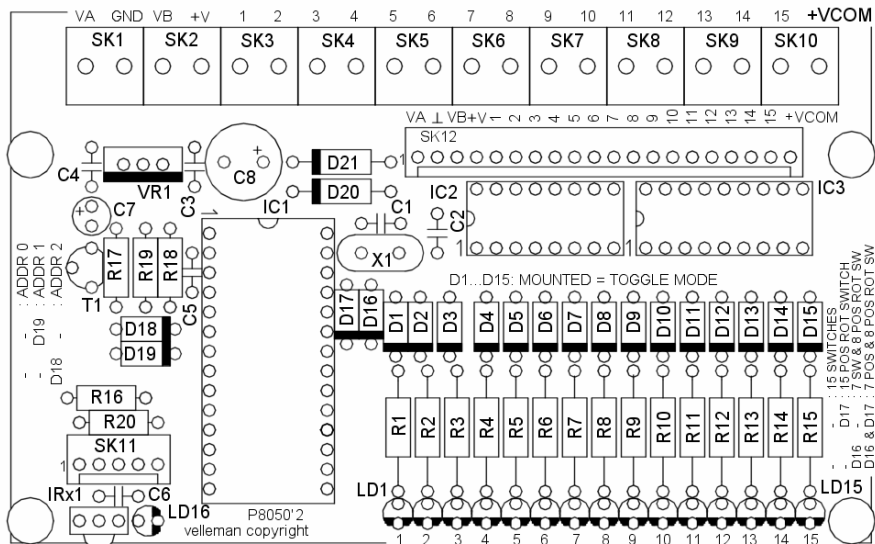 VA GND VB +V 1 2 3 4 5 6 7 8 9 10 11 12 13 14 15 +VCOM
SK1 SK2 SK3 SK4 SK5 SK6 SK7 SK8 SK9 SK10
VA ⊥ VB +V 1 2 3 4 5 6 7 8 9 10 11 12 13 14 15 +VCOM
SK12
1
C4
VR1
C3
C8
D21
D20
IC2
IC3
C7
IC1
1
C1
C2
1
1
X1
R17
R19
R18
T1
C5
D1...D15: MOUNTED = TOGGLE MODE
- - : ADDR 0
- D19 : ADDR 1
D18 - : ADDR 2
D18
D19
D17 D16 D1 D2 D3 D4 D5 D6 D7 D8 D9 D10 D11 D12 D13 D14 D15
- - : 15 SWITCHES
- D17 : 15 POS ROT SWITCH
D16 - : 7 SW & 8 POS ROT SW
D16 & D17 : 7 POS & 8 POS ROT SW
R16
R20
SK11
1
R1 R2 R3 R4 R5 R6 R7 R8 R9 R10 R11 R12 R13 R14 R15
IRx1
C6
LD16
LD1
LD15
P8050'2
velleman copyright
1 2 3 4 5 6 7 8 9 10 11 12 13 14 15